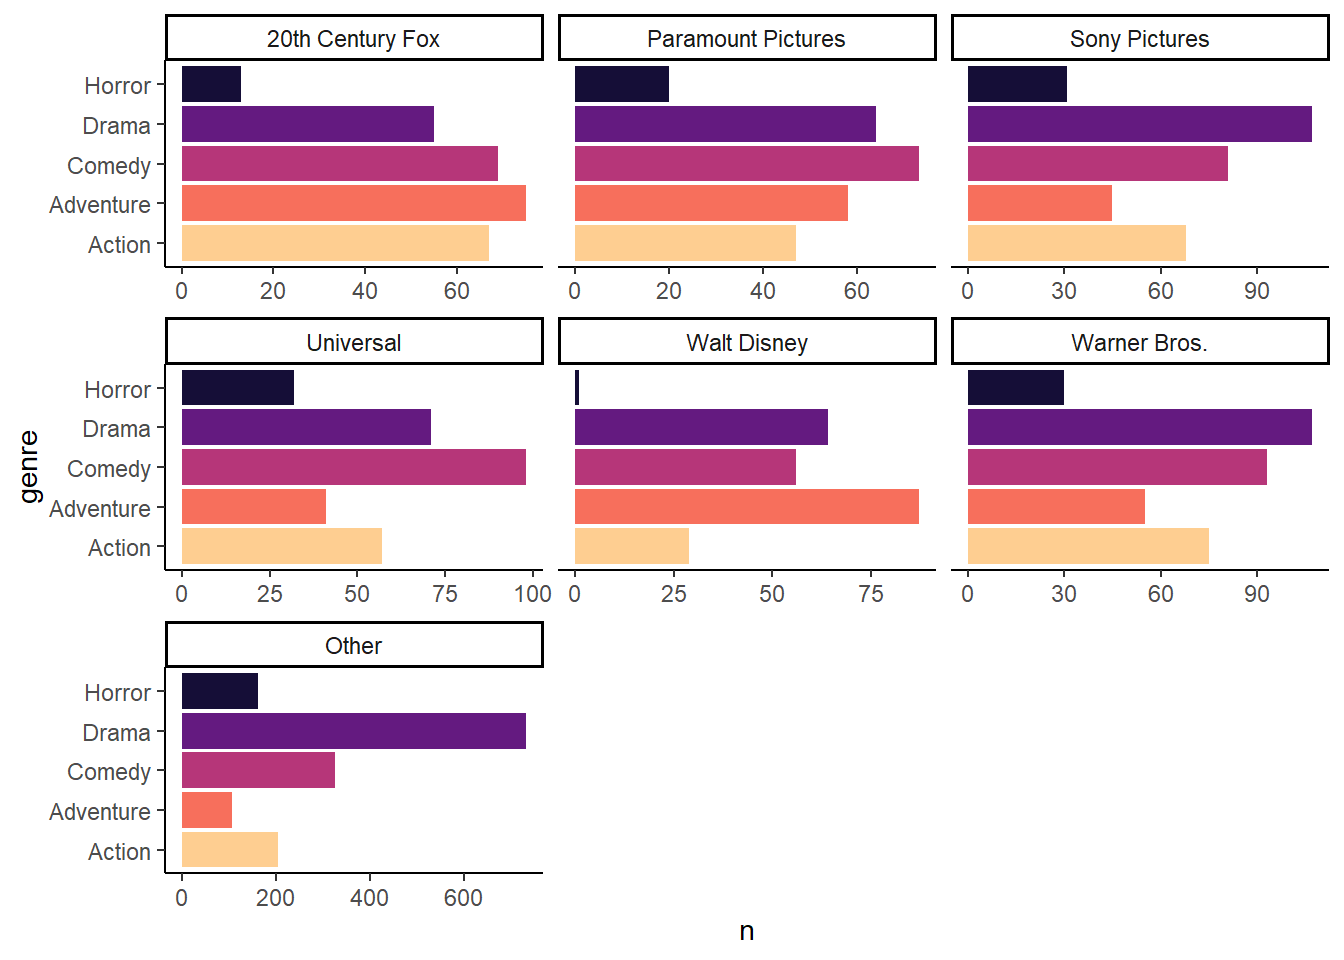 20th Century Fox
Paramount Pictures
Sony Pictures
Horror
Drama
Comedy
Adventure
Action
0 20 40 60
0 20 40 60
0 30 60 90
Universal
Walt Disney
Warner Bros.
genre
Horror
Drama
Comedy
Adventure
Action
0 25 50 75 100
0 25 50 75
0 30 60 90
Other
Horror
Drama
Comedy
Adventure
Action
0 200 400 600
n